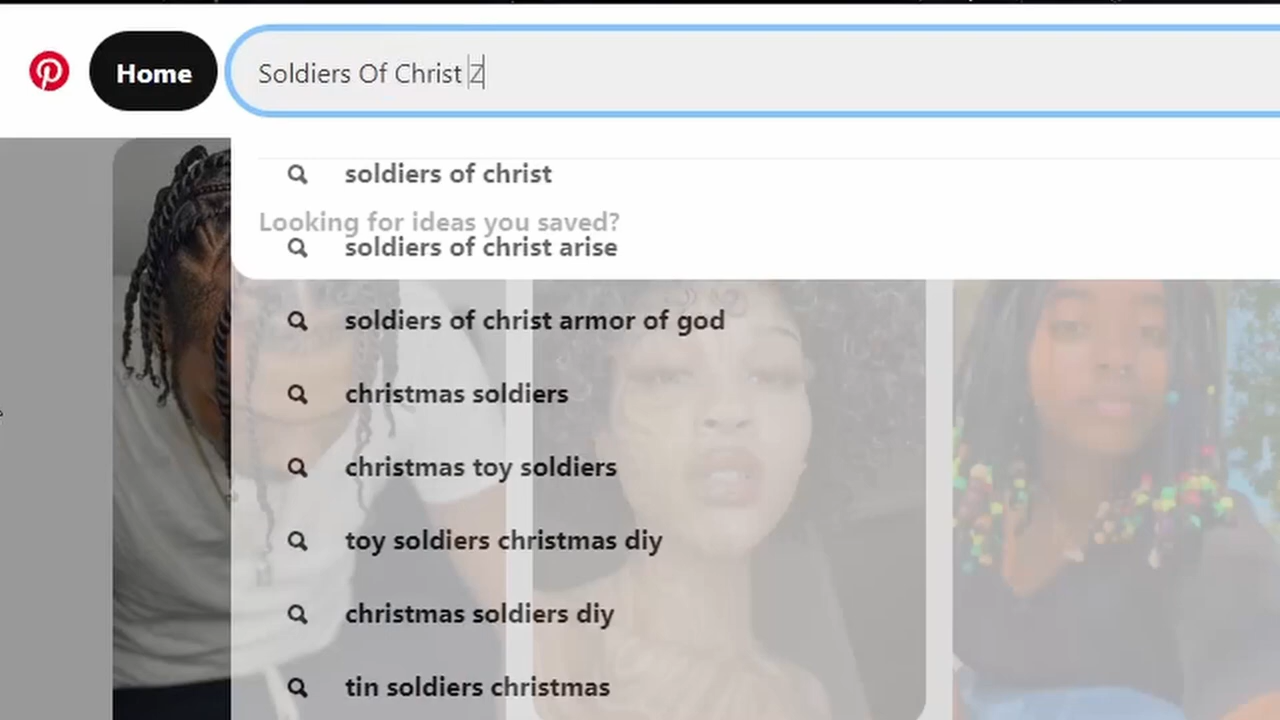 Home
Soldiers Of Christ Z
soldiers of christ
Looking for ideas you saved?
soldiers of christ arise
soldiers of christ armor of god
christmas soldiers
christmas toy soldiers
toy soldiers christmas diy
christmas soldiers diy
tin soldiers christmas